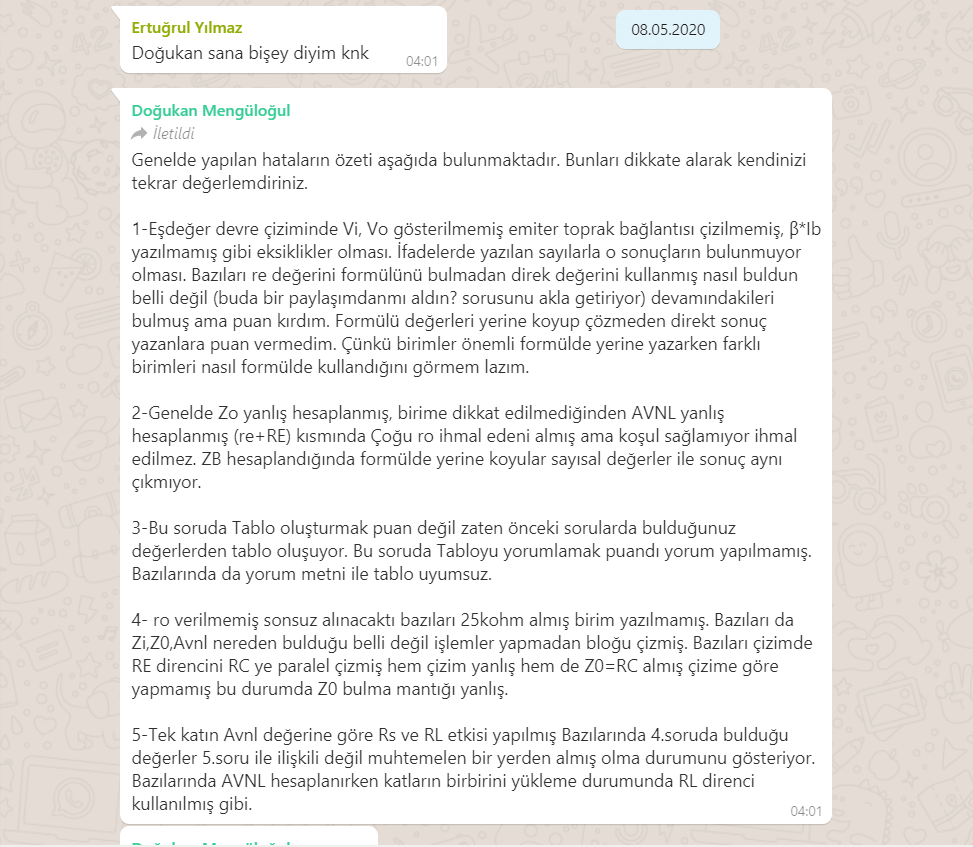 Ertuğrul Yılmaz
Doğukan sana bişey diyim knk
04:01
08.05.2020
Doğukan Mengüloğul
İletildi
Genelde yapılan hataların özeti aşağıda bulunmaktadır. Bunları dikkate alarak kendinizi
tekrar değerlemdiriniz.
1-Eşdeğer devre çiziminde Vi, Vo gösterilmemiş emiter toprak bağlantısı çizilmemiş, β*Ib
yazılmamış gibi eksiklikler olması. İfadelerde yazılan sayılarla o sonuçların bulunmuyor
olması. Bazıları re değerini formülünü bulmadan direk değerini kullanmış nasıl buldun
belli değil (buda bir paylaşımdanmı aldın? sorusunu akla getiriyor) devamındakileri
bulmuş ama puan kırdım. Formülü değerleri yerine koyup çözmeden direkt sonuç
yazanlara puan vermedim. Çünkü birimler önemli formülde yerine yazarken farklı
birimleri nasıl formülde kullandığını görmem lazım.
2-Genelde Zo yanlış hesaplanmış, birime dikkat edilmediğinden AVNL yanlış
hesaplanmış (re+RE) kısmında Çoğu ro ihmal edeni almış ama koşul sağlamıyor ihmal
edilmez. ZB hesaplandığında formülde yerine koyular sayısal değerler ile sonuç aynı
çıkmıyor.
3-Bu soruda Tablo oluşturmak puan değil zaten önceki sorularda bulduğunuz
değerlerden tablo oluşuyor. Bu soruda Tabloyu yorumlamak puandı yorum yapılmamış.
Bazılarında da yorum metni ile tablo uyumsuz.
4- ro verilmemiş sonsuz alınacaktı bazıları 25kohm almış birim yazılmamış. Bazıları da
Zi,Z0,Avnl nereden bulduğu belli değil işlemler yapmadan bloğu çizmiş. Bazıları çizimde
RE direncini RC ye paralel çizmiş hem çizim yanlış hem de Z0=RC almış çizime göre
yapmamış bu durumda Z0 bulma mantığı yanlış.
5-Tek katın Avnl değerine göre Rs ve RL etkisi yapılmış Bazılarında 4.soruda bulduğu
değerler 5.soru ile ilişkili değil muhtemelen bir yerden almış olma durumunu gösteriyor.
Bazılarında AVNL hesaplanırken katların birbirini yükleme durumunda RL direnci
kullanılmış gibi.
04:01